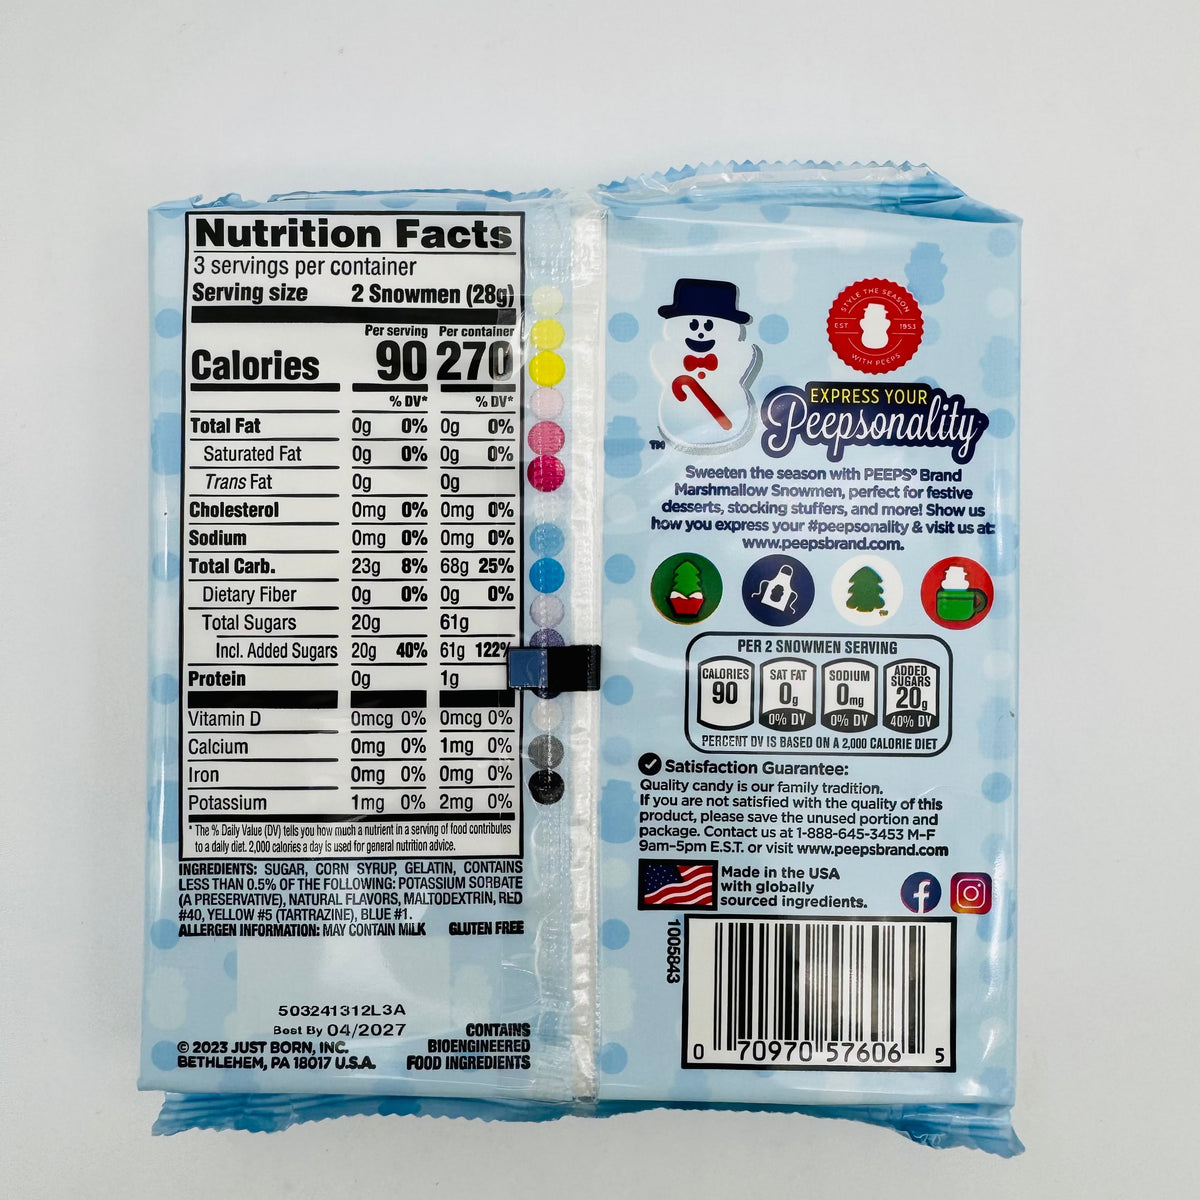 Nutrition Facts
3 servings per container
Serving size 2 Snowmen (28g)
Per serving Per container
Calories 90 270
% DV* % DV*
Total Fat 0g 0% 0g 0%
Saturated Fat 0g 0% 0g 0%
Trans Fat 0g 0g
Cholesterol 0mg 0% 0mg 0%
Sodium 0mg 0% 0mg 0%
Total Carb. 23g 8% 68g 25%
Dietary Fiber 0g 0% 0g 0%
Total Sugars 20g 61g
Incl. Added Sugars 20g 40% 61g 122%
Protein 0g 1g
Vitamin D 0mcg 0% 0mcg 0%
Calcium 0mg 0% 1mg 0%
Iron 0mg 0% 0mg 0%
Potassium 1mg 0% 2mg 0%
* The % Daily Value (DV) tells you how much a nutrient in a serving of food contributes
to a daily diet. 2,000 calories a day is used for general nutrition advice.
INGREDIENTS: SUGAR, CORN SYRUP, GELATIN, CONTAINS
LESS THAN 0.5% OF THE FOLLOWING: POTASSIUM SORBATE
(A PRESERVATIVE), NATURAL FLAVORS, MALTODEXTRIN, RED
#40, YELLOW #5 (TARTRAZINE), BLUE #1.
ALLERGEN INFORMATION: MAY CONTAIN MILK GLUTEN FREE
503241312L3A
Best By 04/2027
© 2023 JUST BORN, INC.
BETHLEHEM, PA 18017 U.S.A.
CONTAINS
BIOENGINEERED
FOOD INGREDIENTS
STYLE THE SEASON
EST 1953
WITH PEEPS
TM
EXPRESS YOUR
Peepsonality
Sweeten the season with PEEPS® Brand
Marshmallow Snowmen, perfect for festive
desserts, stocking stuffers, and more! Show us
how you express your #peepsonality & visit us at:
www.peepsbrand.com.
TM
PER 2 SNOWMEN SERVING
CALORIES 90
SAT FAT 0g 0% DV
SODIUM 0mg 0% DV
ADDED SUGARS 20g 40% DV
PERCENT DV IS BASED ON A 2,000 CALORIE DIET
Satisfaction Guarantee:
Quality candy is our family tradition.
If you are not satisfied with the quality of this
product, please save the unused portion and
package. Contact us at 1-888-645-3453 M-F
9am-5pm E.S.T. or visit www.peepsbrand.com
Made in the USA
with globally
sourced ingredients.
1005843
0 70970 57606 5